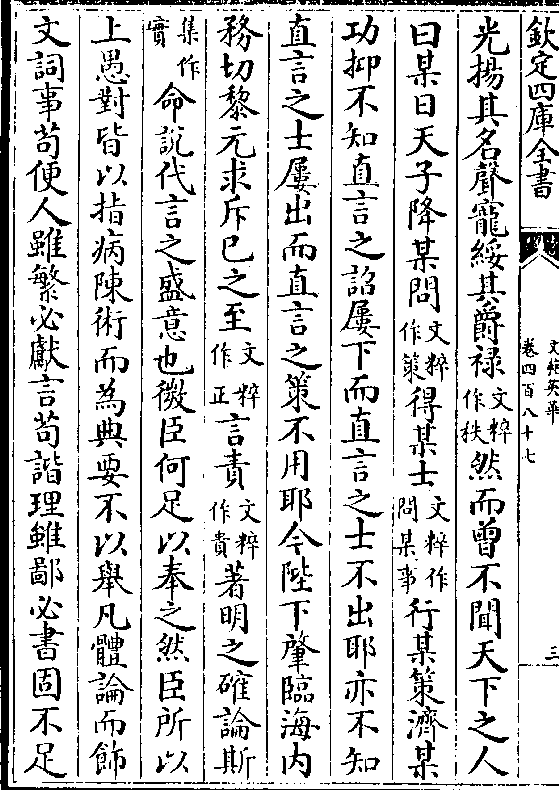 欽定四庫全書
文苑英華
卷四百八十七
三
光揚其名聲寵綏其爵祿文粹作秩然而曾不聞天下之人
曰某日天子降某問文粹作策得某士文粹作問某事行某策濟某
功抑不知直言之詔屢下而直言之士不出耶亦不知
直言之士屢出而直言之策不用耶今陛下肇臨海内
務切黎元求斥已之至文粹作正言責文粹作貴著明之確論斯
集作實命說代言之盛意也微臣何足以奉之然臣所以
上愚對皆以指病陳術而為典要不以舉凡體論而飾
文詞事苟便人雖繁必獻言苟諧理雖鄙必書固不足